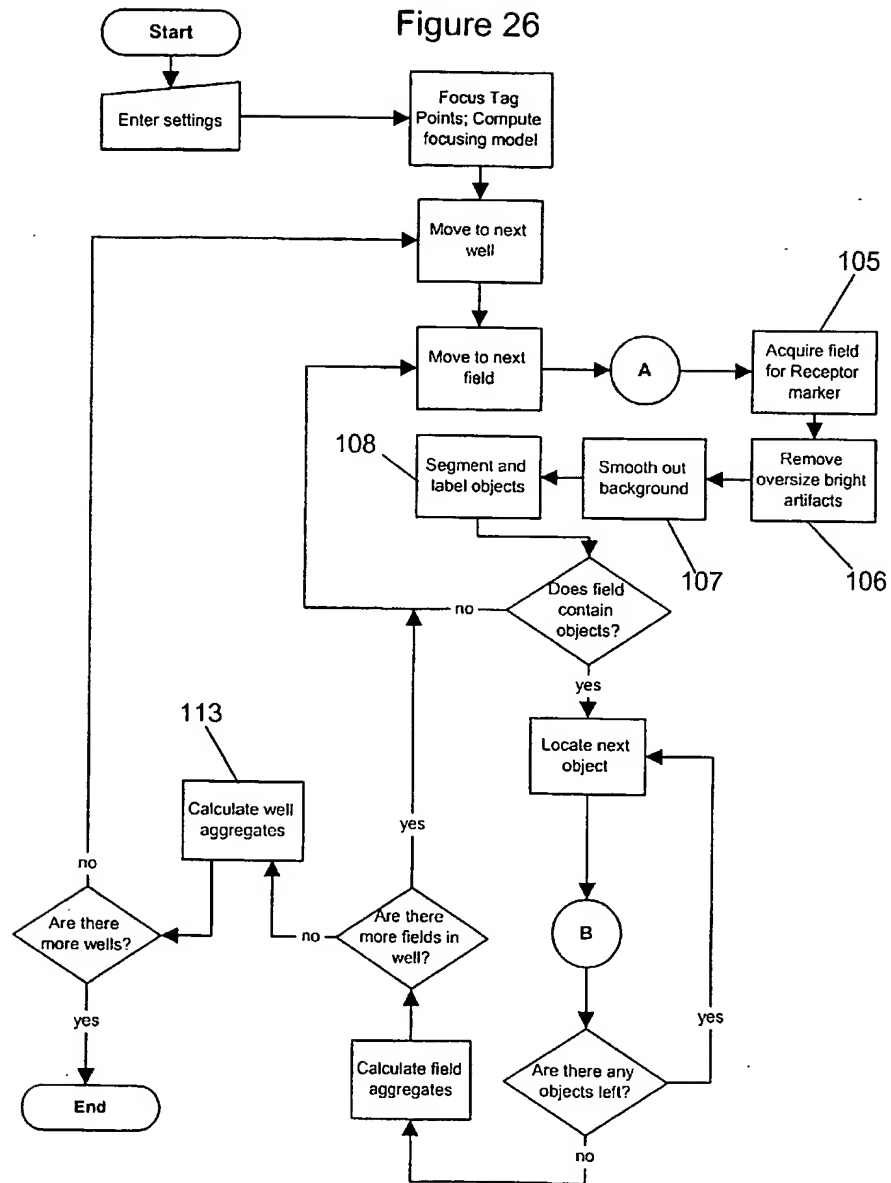 Figure 26
Start
Enter settings
Focus Tag
Points; Compute
focusing model
Move to next
well
Move to next
field
A
105
Acquire field
for Receptor
marker
Remove
oversize bright
artifacts
106
Smooth out
background
107
108
Segment and
label objects
Does field
contain
objects?
no
yes
Locate next
object
B
Are there any
objects left?
yes
no
Calculate field
aggregates
Are there
more fields in
well?
yes
no
113
Calculate well
aggregates
Are there
more wells?
no
yes
End